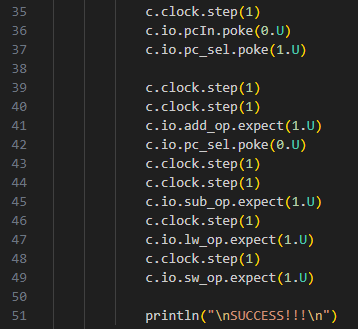 35 c.clock.step(1)
36 c.io.pcIn.poke(0.U)
37 c.io.pc_sel.poke(1.U)
38
39 c.clock.step(1)
40 c.clock.step(1)
41 c.io.add_op.expect(1.U)
42 c.io.pc_sel.poke(0.U)
43 c.clock.step(1)
44 c.clock.step(1)
45 c.io.sub_op.expect(1.U)
46 c.clock.step(1)
47 c.io.lw_op.expect(1.U)
48 c.clock.step(1)
49 c.io.sw_op.expect(1.U)
50
51 println("\nSUCCESS!!!\n")